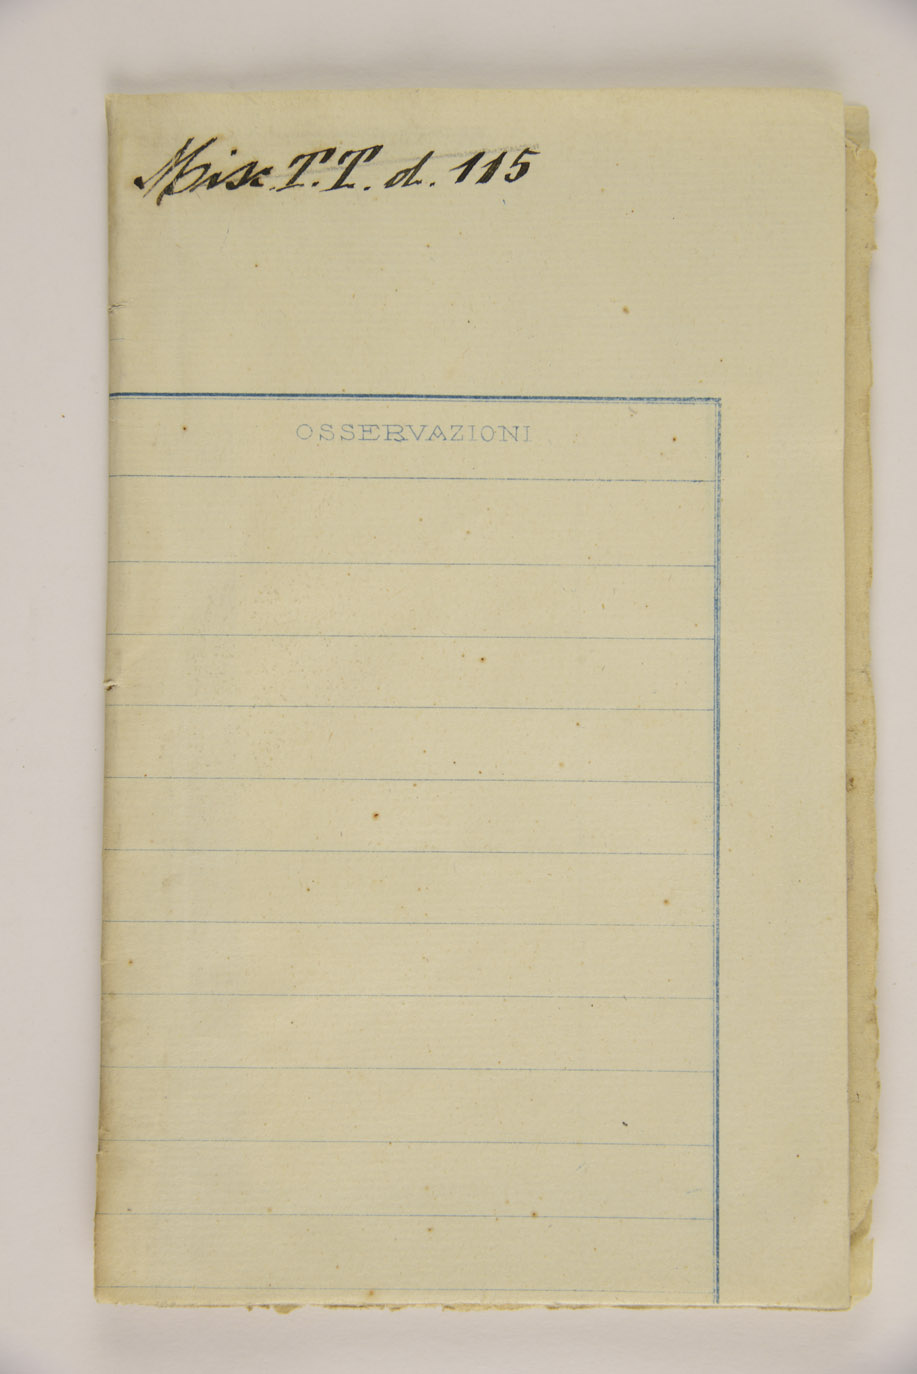 Misc T.T. d. 115
OSSERVAZIONI